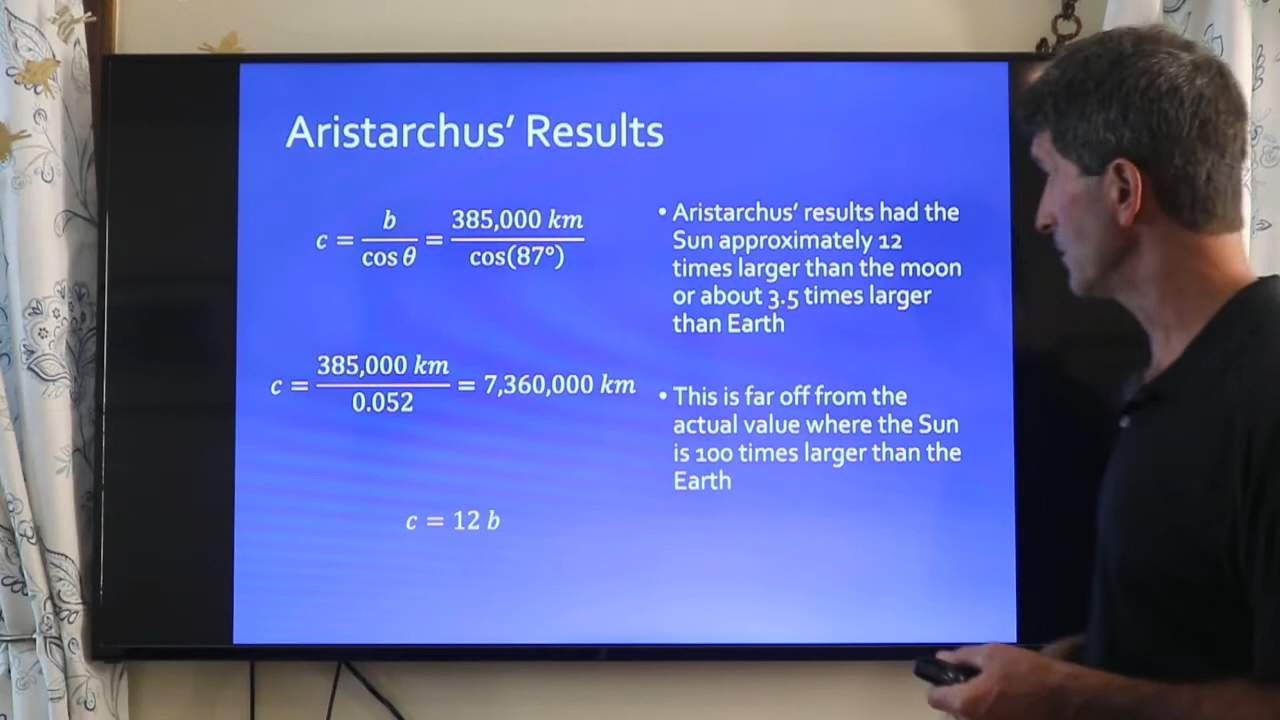 Aristarchus' Results
c = b / cos θ = 385,000 km / cos(87°)
c = 385,000 km / 0.052 = 7,360,000 km
c = 12 b
• Aristarchus' results had the
Sun approximately 12
times larger than the moon
or about 3.5 times larger
than Earth
• This is far off from the
actual value where the Sun
is 100 times larger than the
Earth